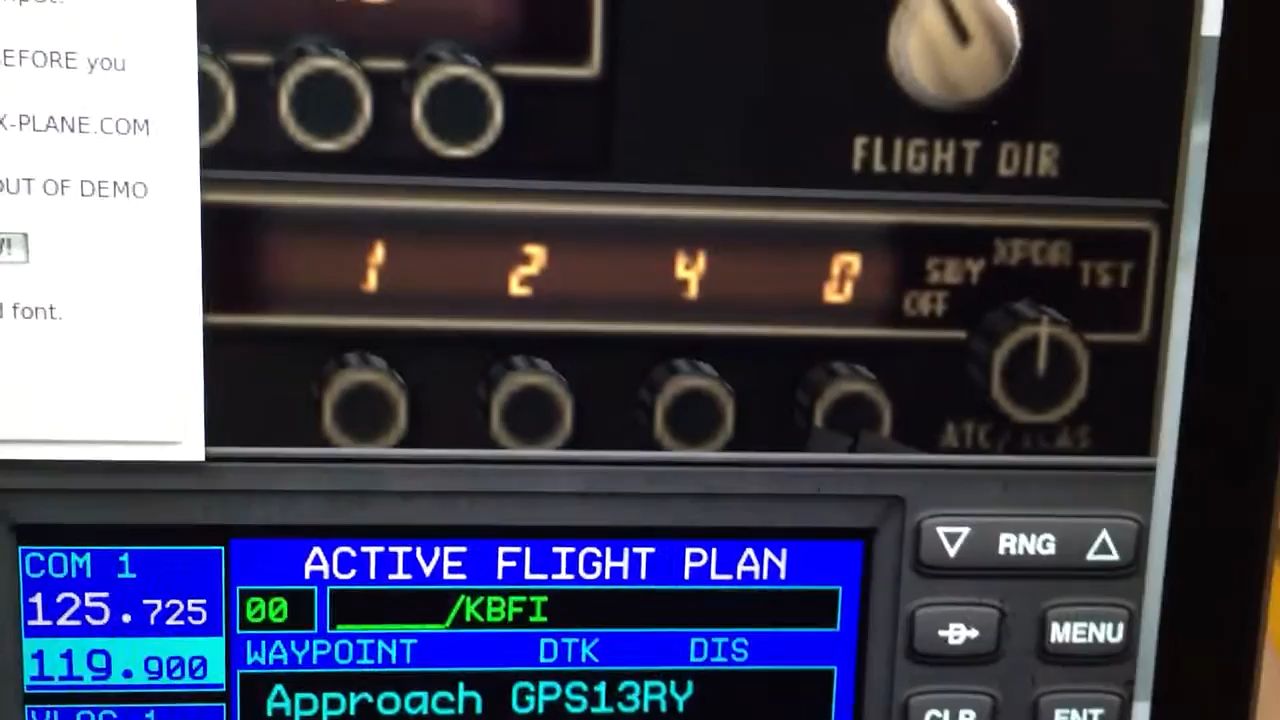 EFORE you
X-PLANE.COM
OUT OF DEMO
font.
FLIGHT DIR
1 2 4 0
OFF SBY XPDR TST
COM 1
125.725
119.900
ACTIVE FLIGHT PLAN
00 _____/KBFI
WAYPOINT DTK DIS
Approach GPS13RY
RNG
MENU
CLR
ENT